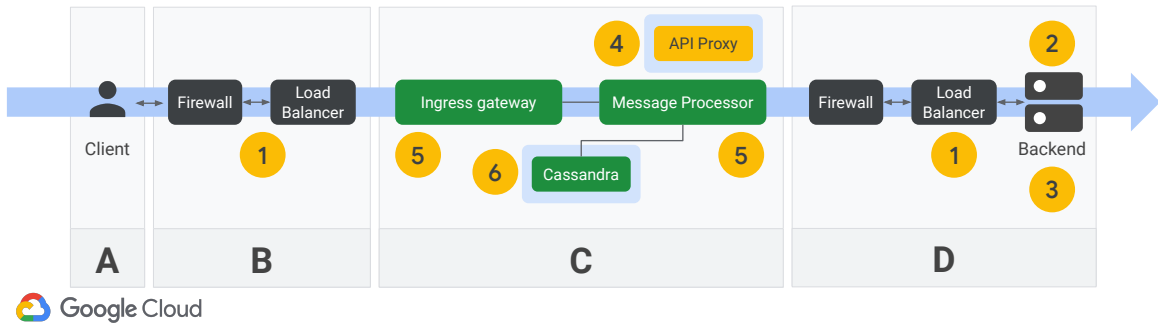 4
API Proxy
2
Firewall
Load
Balancer
Ingress gateway
Message Processor
Firewall
Load
Balancer
Client
1
5
6
Cassandra
5
1
Backend
3
A
B
C
D
Google Cloud